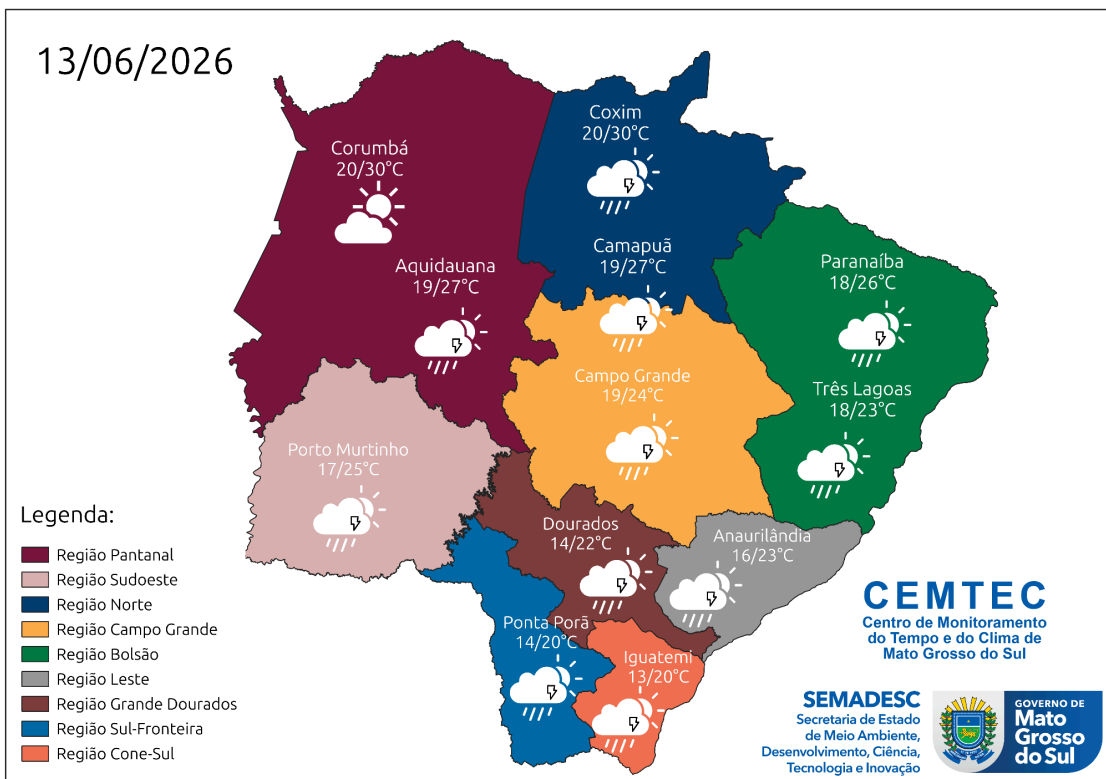 13/06/2026
Coxim
20/30°C
Corumbá
20/30°C
Camapuã
19/27°C
Aquidauana
19/27°C
Paranaíba
18/26°C
Campo Grande
19/24°C
Três Lagoas
18/23°C
Porto Murtinho
17/25°C
Dourados
14/22°C
Anaurilândia
16/23°C
Ponta Porã
14/20°C
Iguatemi
13/20°C
Legenda:
Região Pantanal
Região Sudoeste
Região Norte
Região Campo Grande
Região Bolsão
Região Leste
Região Grande Dourados
Região Sul-Fronteira
Região Cone-Sul
CEMTEC
Centro de Monitoramento
do Tempo e do Clima de
Mato Grosso do Sul
SEMADESC
Secretaria de Estado
de Meio Ambiente,
Desenvolvimento, Ciência,
Tecnologia e Inovação
GOVERNO DE
Mato
Grosso
do Sul